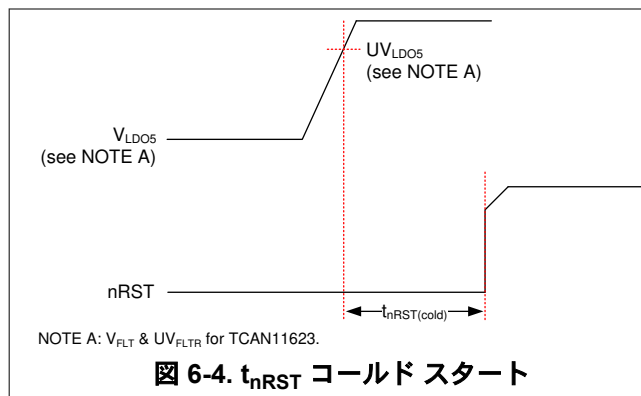 UVLDO5
(see NOTE A)
VLDO5
(see NOTE A)
nRST
tnRST(cold)
NOTE A: VFLT & UVFLTR for TCAN11623.
図 6-4. tnRST コールド スタート